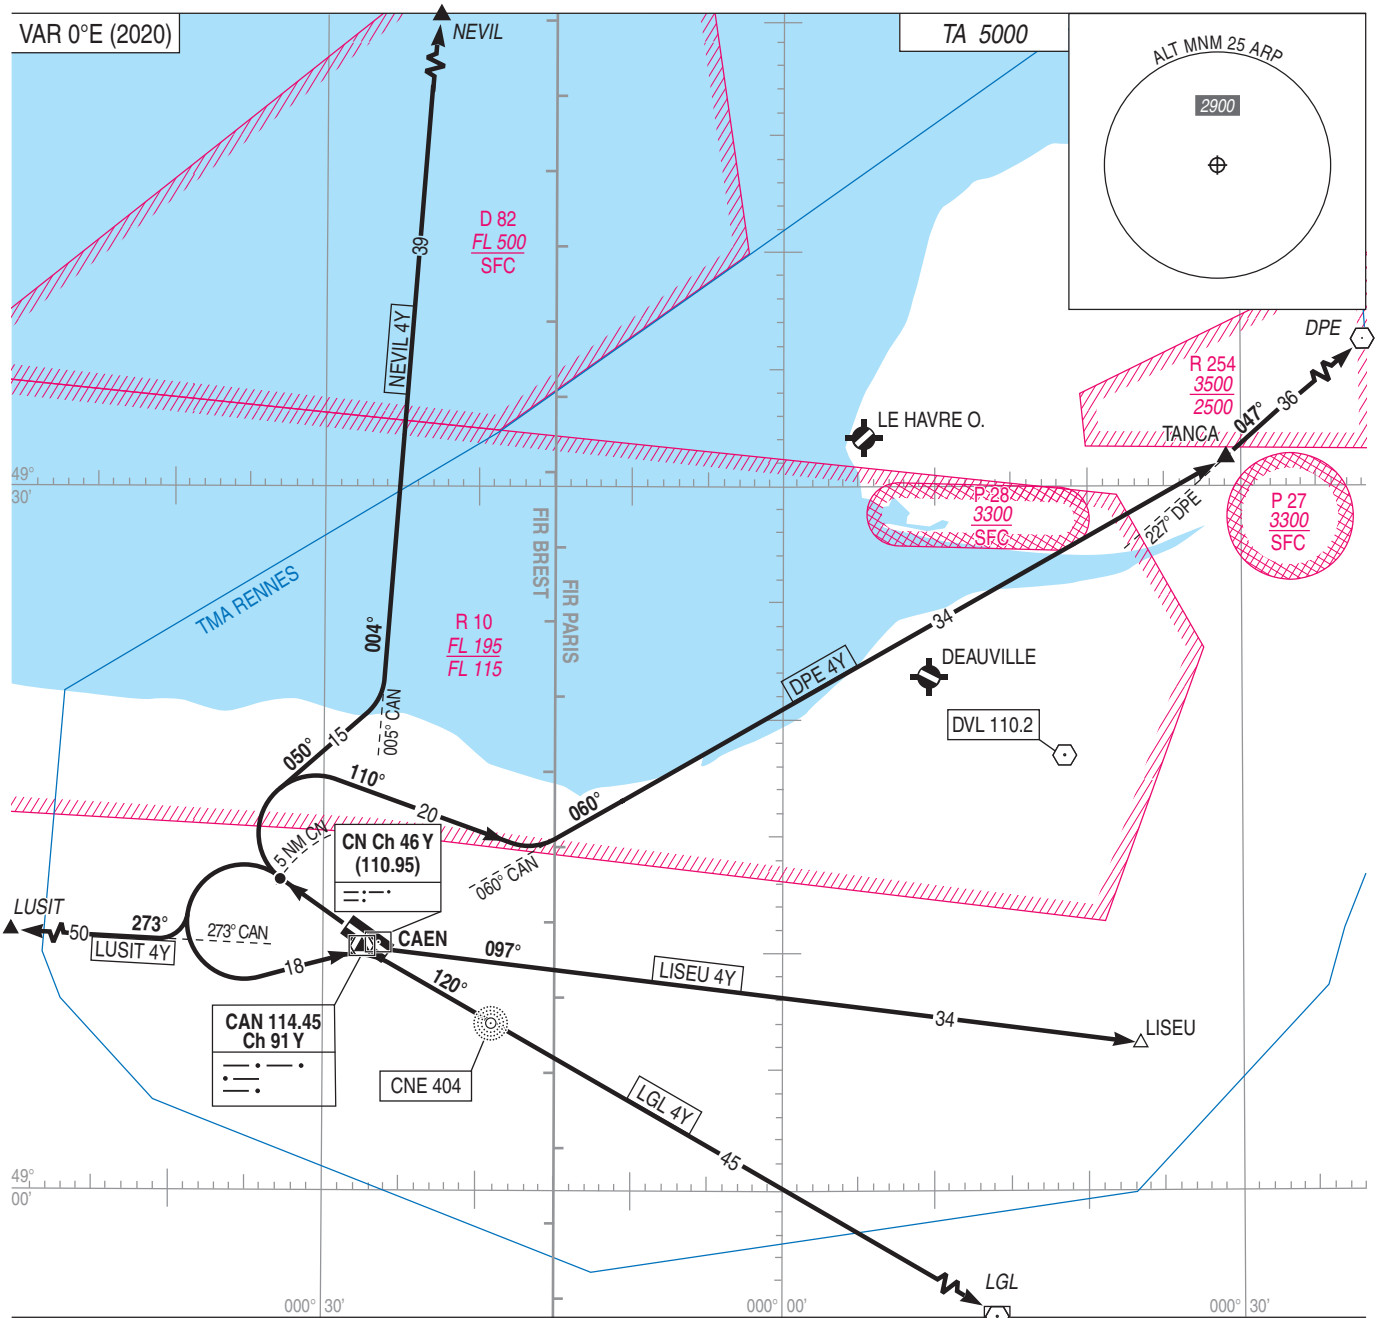 VAR 0°E (2020)
NEVIL
TA 5000
ALT MNM 25 ARP
2900
D 82
FL 500
SFC
39
NEVIL 4Y
DPE
R 254
3500
2500
36
047°
TANCA
LE HAVRE O.
49°
30'
P 28
3300
SFC
P 27
3300
SFC
227° DPE
FIR BREST
FIR PARIS
TMA RENNES
004°
R 10
FL 195
FL 115
34
DPE 4Y
DEAUVILLE
DVL 110.2
005° CAN
15
050°
110°
20
060°
060° CAN
5 NM CN
CN Ch 46 Y
(110.95)
LUSIT
50
273°
LUSIT 4Y
273° CAN
18
CAEN
097°
120°
LISEU 4Y
34
LISEU
CAN 114.45
Ch 91 Y
CNE 404
LGL 4Y
45
49°
00'
LGL
000° 30'
000° 00'
000° 30'